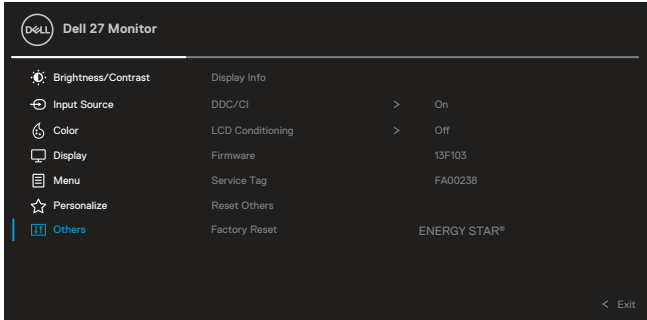 DELL Dell 27 Monitor
Brightness/Contrast Display Info
Input Source DDC/CI > On
Color LCD Conditioning > Off
Display Firmware 13F103
Menu Service Tag FA00238
Personalize Reset Others
Others Factory Reset ENERGY STAR®
< Exit